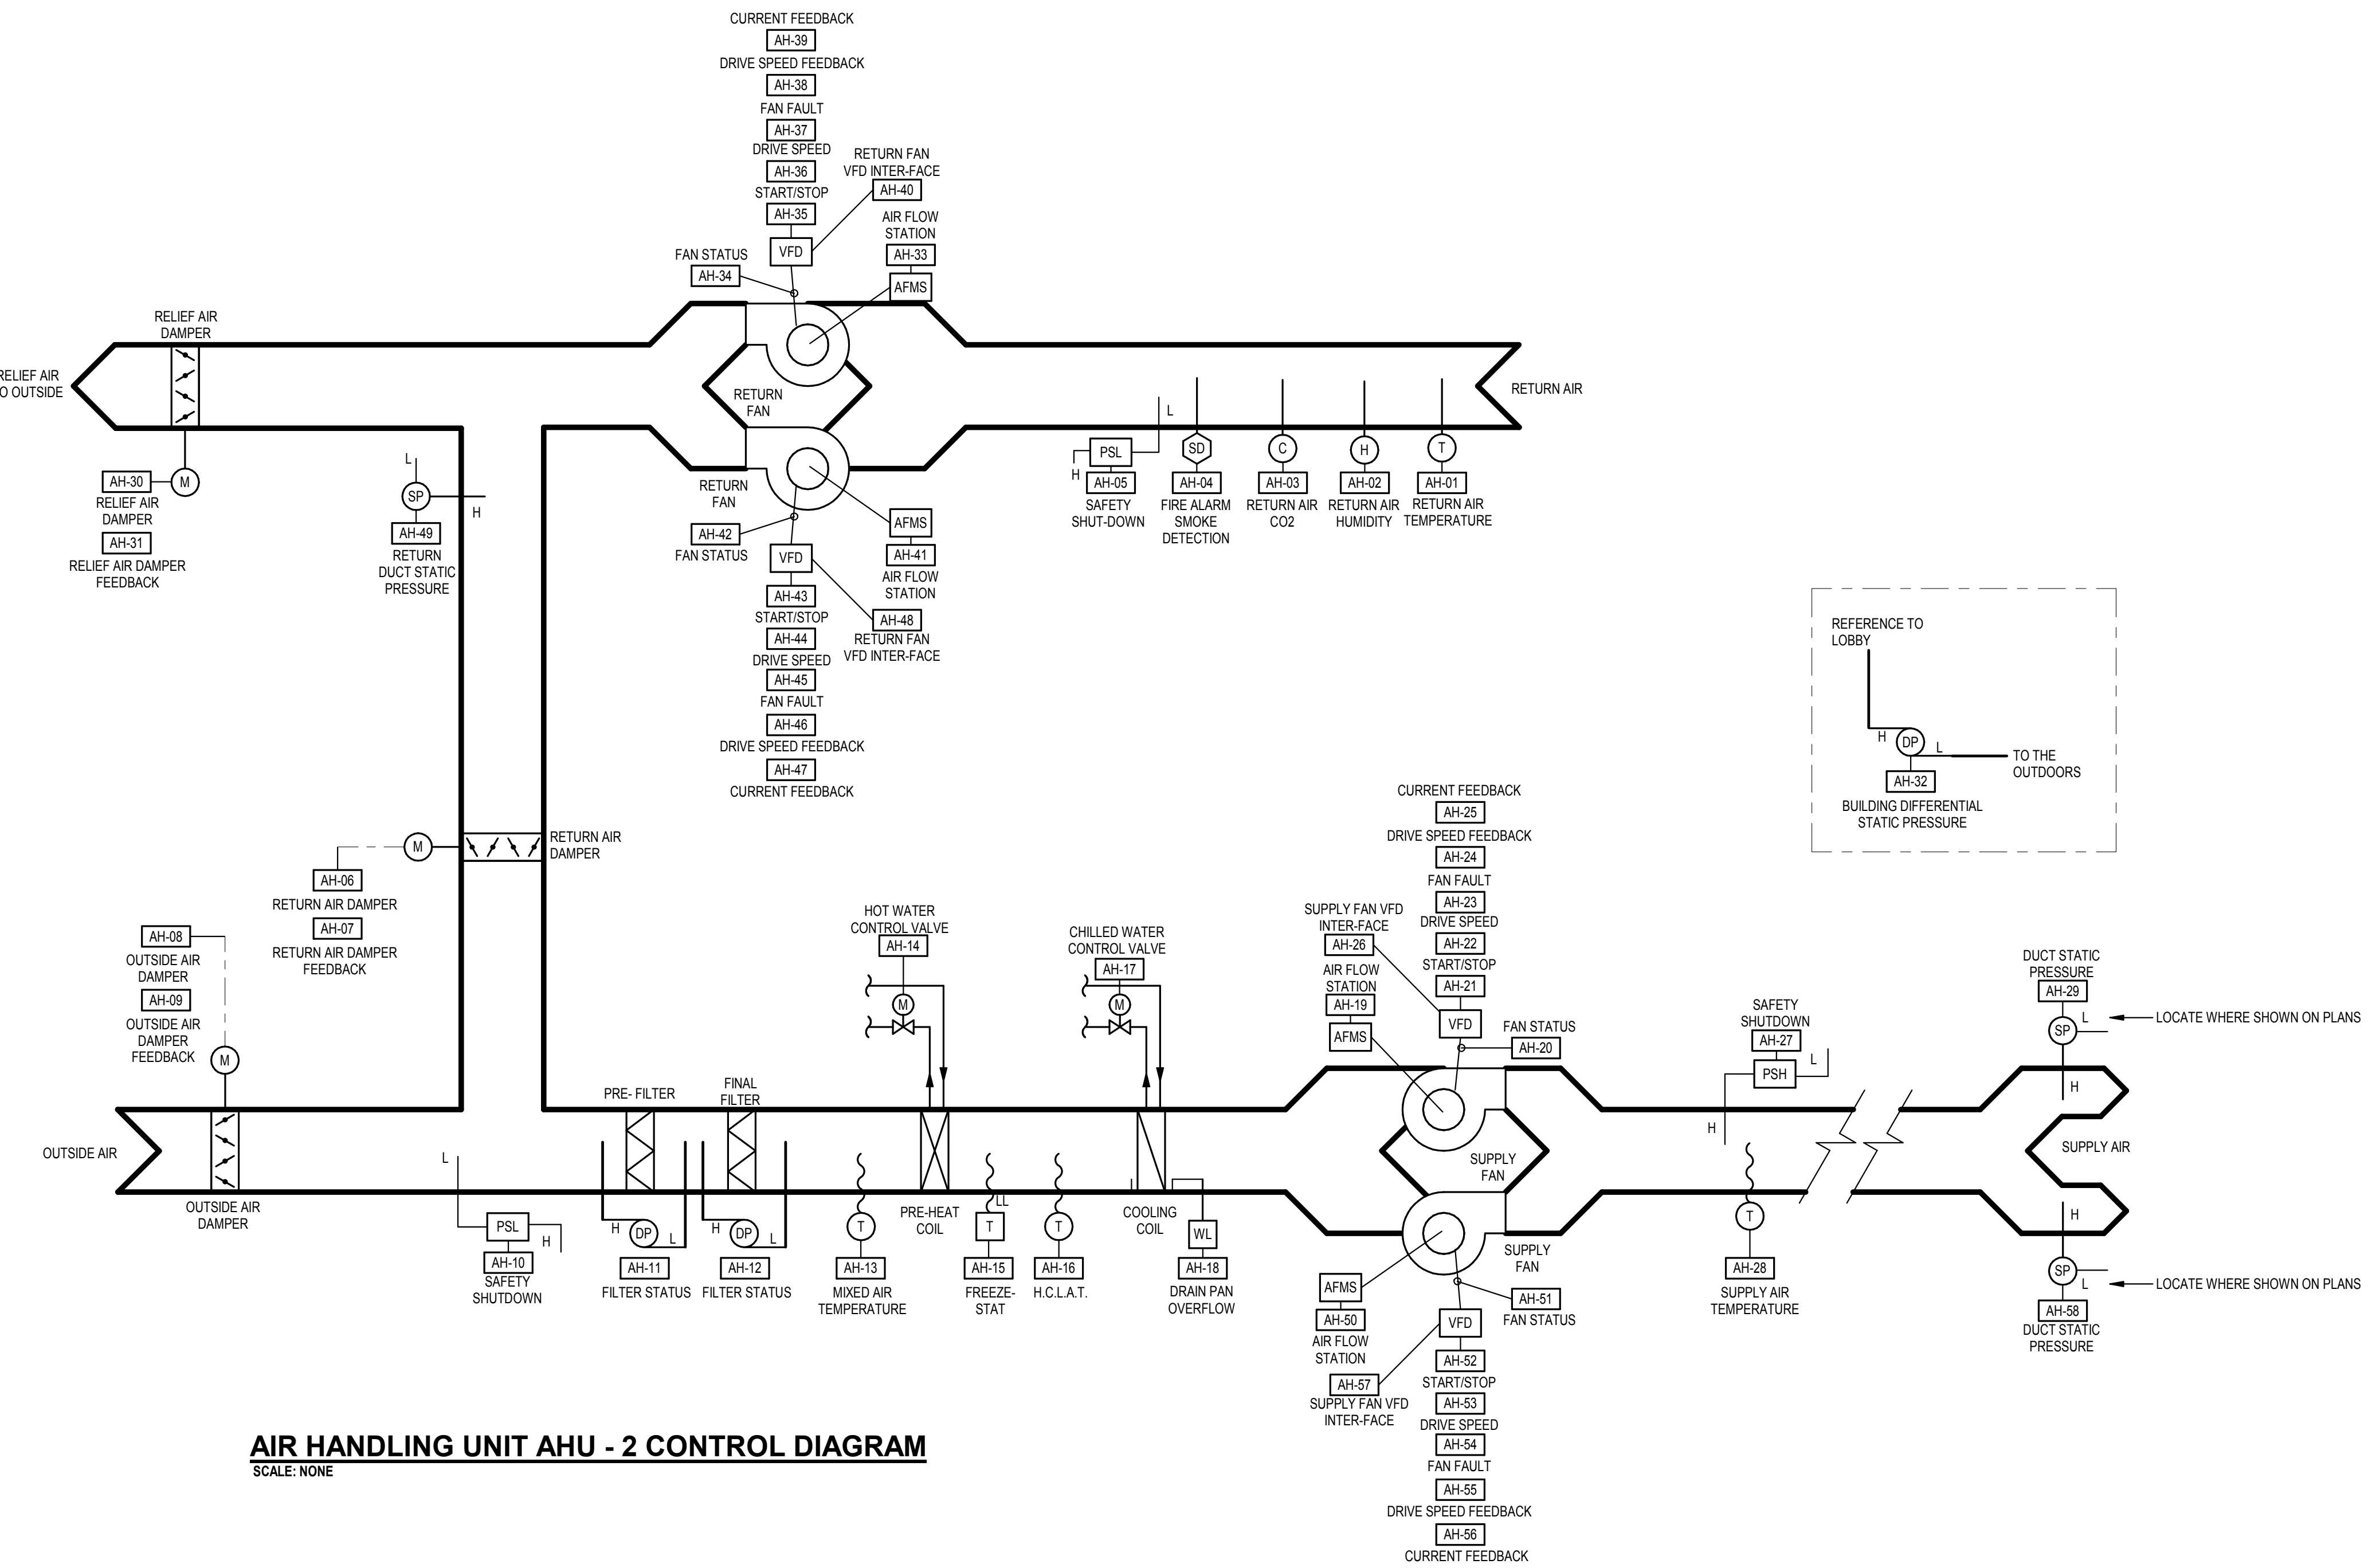 CURRENT FEEDBACK
AH-39
DRIVE SPEED FEEDBACK
AH-38
FAN FAULT
AH-37
DRIVE SPEED
AH-36
START/STOP
AH-35
VFD
RETURN FAN
VFD INTER-FACE
AH-40
AIR FLOW
STATION
AH-33
AFMS
FAN STATUS
AH-34
RELIEF AIR
DAMPER
RELIEF AIR
O OUTSIDE
RETURN
FAN
RETURN AIR
M
AH-30
RELIEF AIR
DAMPER
AH-31
RELIEF AIR DAMPER
FEEDBACK
L
SP
H
AH-49
RETURN
DUCT STATIC
PRESSURE
RETURN
FAN
AH-42
FAN STATUS
AFMS
AH-41
AIR FLOW
STATION
VFD
AH-43
START/STOP
AH-44
DRIVE SPEED
AH-45
FAN FAULT
AH-46
DRIVE SPEED FEEDBACK
AH-47
CURRENT FEEDBACK
AH-48
RETURN FAN
VFD INTER-FACE
L
PSL
H
AH-05
SAFETY
SHUT-DOWN
SD
AH-04
FIRE ALARM
SMOKE
DETECTION
C
AH-03
RETURN AIR
CO2
H
AH-02
RETURN AIR
HUMIDITY
T
AH-01
RETURN AIR
TEMPERATURE
REFERENCE TO
LOBBY
H
DP
L
TO THE
OUTDOORS
AH-32
BUILDING DIFFERENTIAL
STATIC PRESSURE
M
RETURN AIR
DAMPER
AH-06
RETURN AIR DAMPER
AH-07
RETURN AIR DAMPER
FEEDBACK
AH-08
OUTSIDE AIR
DAMPER
AH-09
OUTSIDE AIR
DAMPER
FEEDBACK
M
HOT WATER
CONTROL VALVE
AH-14
M
CHILLED WATER
CONTROL VALVE
AH-17
M
CURRENT FEEDBACK
AH-25
DRIVE SPEED FEEDBACK
AH-24
FAN FAULT
AH-23
DRIVE SPEED
AH-22
START/STOP
AH-21
VFD
SUPPLY FAN VFD
INTER-FACE
AH-26
AIR FLOW
STATION
AH-19
AFMS
FAN STATUS
AH-20
SAFETY
SHUTDOWN
AH-27
PSH
L
H
DUCT STATIC
PRESSURE
AH-29
SP
L
LOCATE WHERE SHOWN ON PLANS
H
PRE- FILTER
FINAL
FILTER
OUTSIDE AIR
SUPPLY
FAN
SUPPLY AIR
OUTSIDE AIR
DAMPER
L
PSL
H
AH-10
SAFETY
SHUTDOWN
H
DP
L
AH-11
FILTER STATUS
H
DP
L
AH-12
FILTER STATUS
T
AH-13
MIXED AIR
TEMPERATURE
PRE-HEAT
COIL
LL
T
AH-15
FREEZE-
STAT
T
AH-16
H.C.L.A.T.
COOLING
COIL
WL
AH-18
DRAIN PAN
OVERFLOW
SUPPLY
FAN
AFMS
AH-50
AIR FLOW
STATION
AH-51
FAN STATUS
VFD
AH-57
SUPPLY FAN VFD
INTER-FACE
AH-52
START/STOP
AH-53
DRIVE SPEED
AH-54
FAN FAULT
AH-55
DRIVE SPEED FEEDBACK
AH-56
CURRENT FEEDBACK
T
AH-28
SUPPLY AIR
TEMPERATURE
H
SP
L
LOCATE WHERE SHOWN ON PLANS
AH-58
DUCT STATIC
PRESSURE
AIR HANDLING UNIT AHU - 2 CONTROL DIAGRAM
SCALE: NONE